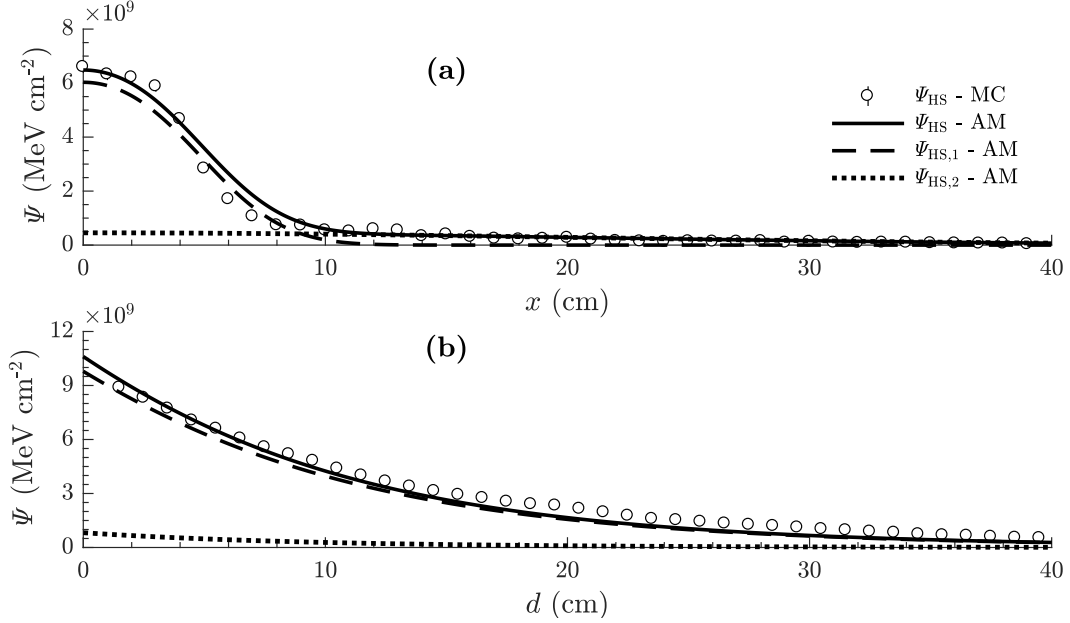 ×10⁹
8
6
4
2
0
Ψ (MeV cm⁻²)
(a)
Ψ_HS - MC
Ψ_HS - AM
Ψ_HS,1 - AM
Ψ_HS,2 - AM
0 10 20 30 40
x (cm)
×10⁹
12
9
6
3
0
Ψ (MeV cm⁻²)
(b)
0 10 20 30 40
d (cm)